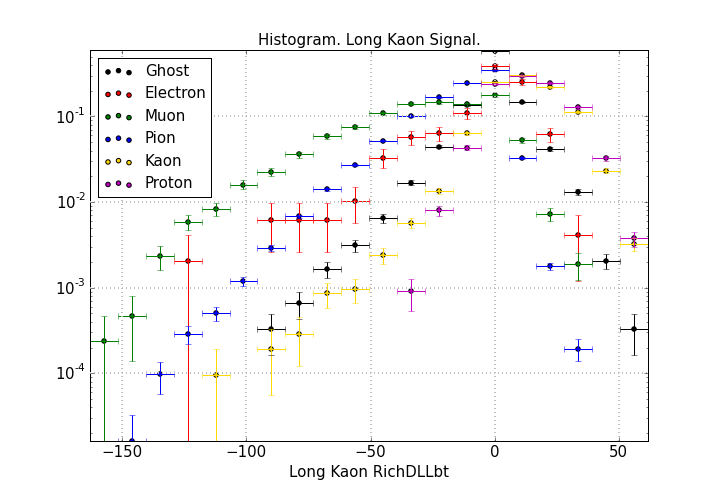 Histogram. Long Kaon Signal.
Ghost
Electron
Muon
Pion
Kaon
Proton
10^-1
10^-2
10^-3
10^-4
−150 −100 −50 0 50
Long Kaon RichDLLbt